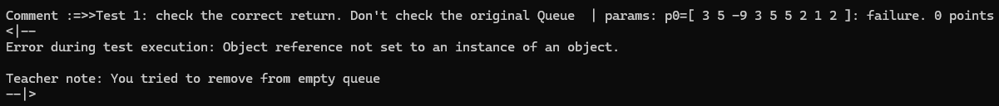 Comment :=>>Test 1: check the correct return. Don't check the original Queue  | params: p0=[ 3 5 -9 3 5 5 2 1 2 ]: failure. 0 points
<|--
Error during test execution: Object reference not set to an instance of an object.
Teacher note: You tried to remove from empty queue
--|>